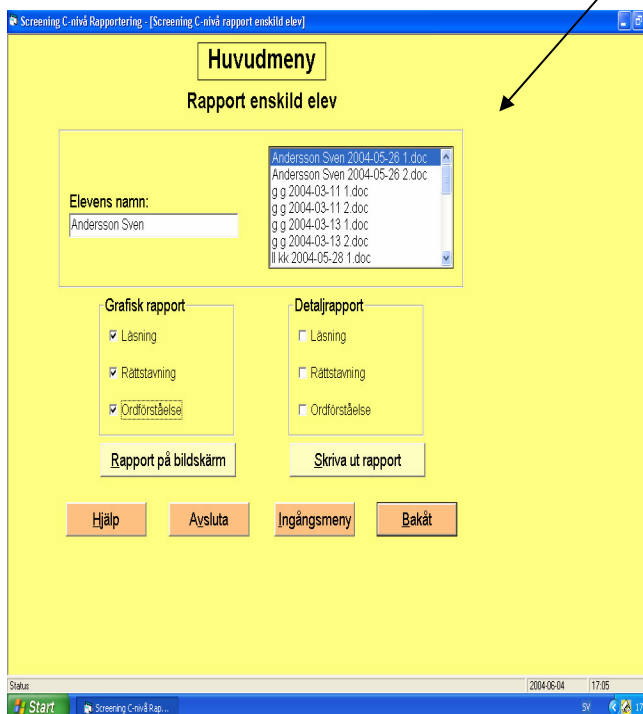 Screening C-nivå Rapportering - [Screening C-nivå rapport enskild elev]
Huvudmeny
Rapport enskild elev
Elevens namn:
Andersson Sven
Andersson Sven 2004-05-26 1.doc
Andersson Sven 2004-05-26 2.doc
g g 2004-03-11 1.doc
g g 2004-03-11 2.doc
g g 2004-03-13 1.doc
g g 2004-03-13 2.doc
ll kk 2004-05-28 1.doc
Grafisk rapport
Läsning
Rättstavning
Ordförståelse
Detaljrapport
Läsning
Rättstavning
Ordförståelse
Rapport på bildskärm
Skriva ut rapport
Hjälp
Avsluta
Ingångsmeny
Bakåt
Status
2004-06-04
17:05
Start
Screening C-nivå Rap...
SV
17